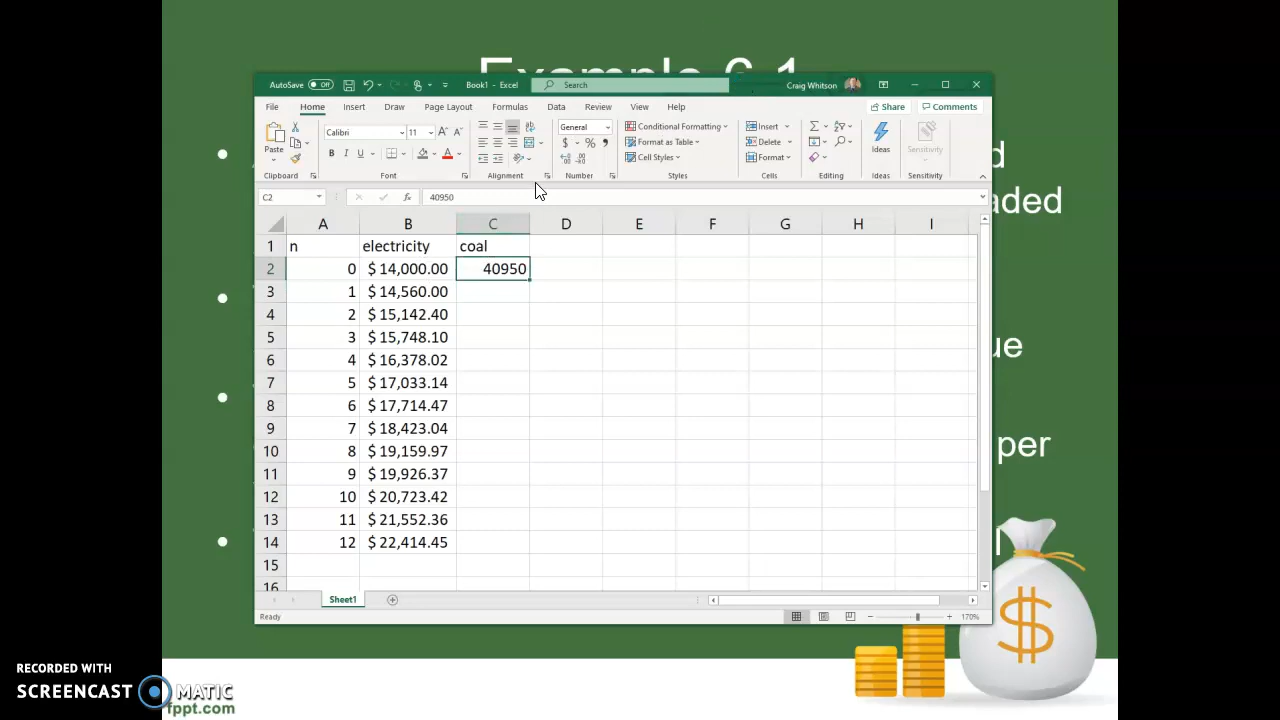 Example 6.1
AutoSave Off Book1 - Excel Search Craig Whitson
File Home Insert Draw Page Layout Formulas Data Review View Help Share Comments
Paste Calibri 11 A A ab General Conditional Formatting Insert Σ Ideas Sensitivity
B I U A $ % , Format as Table Delete
Cell Styles Format
Clipboard Font Alignment Number Styles Cells Editing Ideas Sensitivity
C2 fx 40950
A B C D E F G H I
1 n electricity coal
2 0 $ 14,000.00 40950
3 1 $ 14,560.00
4 2 $ 15,142.40
5 3 $ 15,748.10
6 4 $ 16,378.02
7 5 $ 17,033.14
8 6 $ 17,714.47
9 7 $ 18,423.04
10 8 $ 19,159.97
11 9 $ 19,926.37
12 10 $ 20,723.42
13 11 $ 21,552.36
14 12 $ 22,414.45
15
16
Sheet1
Ready 170%
per
$
RECORDED WITH
SCREENCAST MATIC
fppt.com